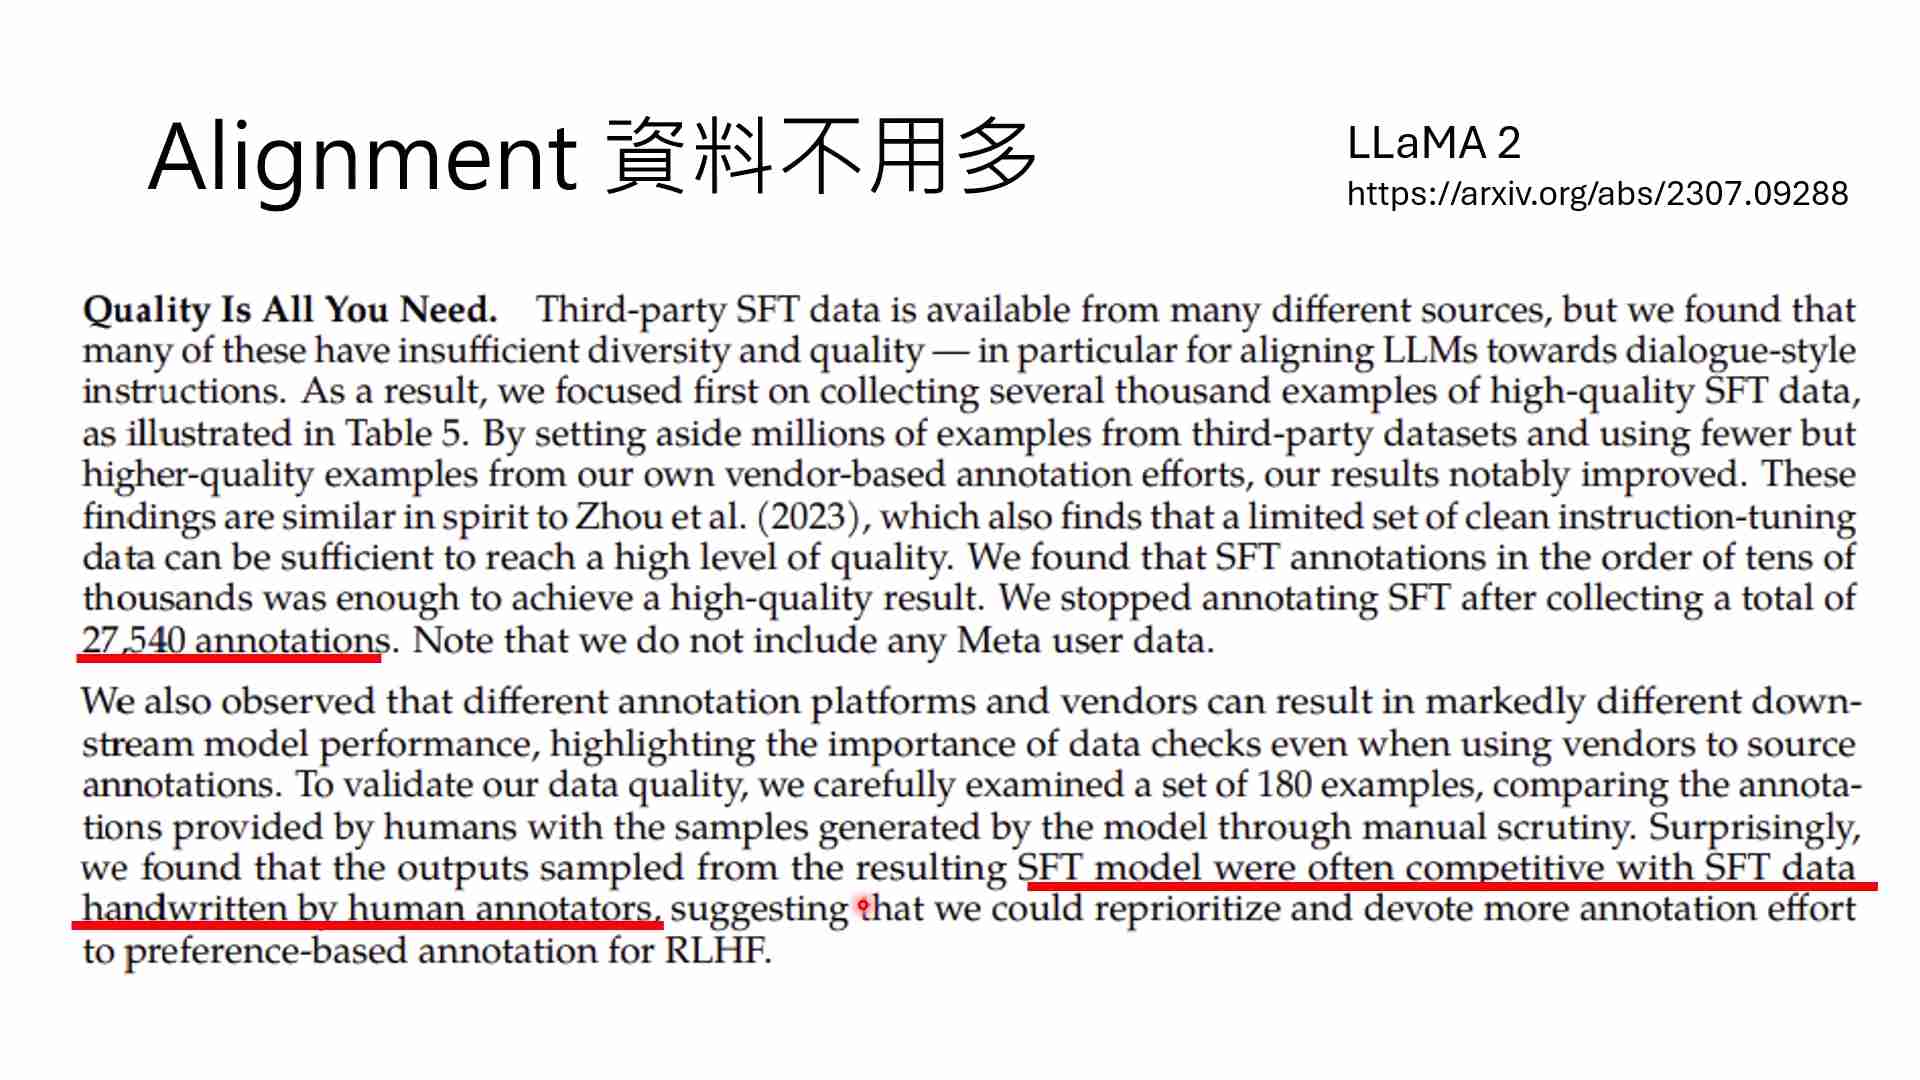 Alignment 資料不用多
LLaMA 2
https://arxiv.org/abs/2307.09288
Quality Is All You Need. Third-party SFT data is available from many different sources, but we found that
many of these have insufficient diversity and quality — in particular for aligning LLMs towards dialogue-style
instructions. As a result, we focused first on collecting several thousand examples of high-quality SFT data,
as illustrated in Table 5. By setting aside millions of examples from third-party datasets and using fewer but
higher-quality examples from our own vendor-based annotation efforts, our results notably improved. These
findings are similar in spirit to Zhou et al. (2023), which also finds that a limited set of clean instruction-tuning
data can be sufficient to reach a high level of quality. We found that SFT annotations in the order of tens of
thousands was enough to achieve a high-quality result. We stopped annotating SFT after collecting a total of
27,540 annotations. Note that we do not include any Meta user data.
We also observed that different annotation platforms and vendors can result in markedly different down-
stream model performance, highlighting the importance of data checks even when using vendors to source
annotations. To validate our data quality, we carefully examined a set of 180 examples, comparing the annota-
tions provided by humans with the samples generated by the model through manual scrutiny. Surprisingly,
we found that the outputs sampled from the resulting SFT model were often competitive with SFT data
handwritten by human annotators, suggesting that we could reprioritize and devote more annotation effort
to preference-based annotation for RLHF.